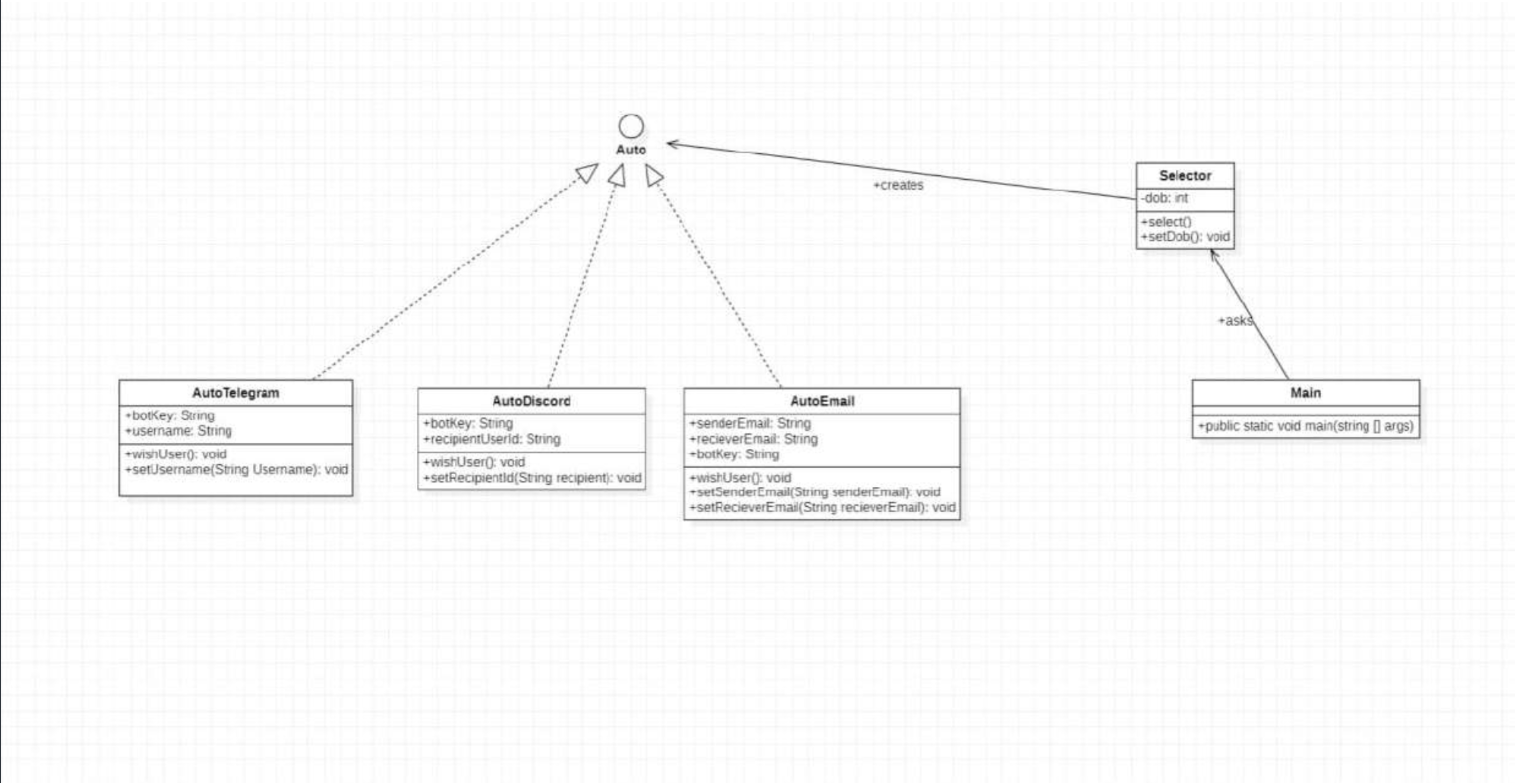 Auto
+creates
Selector
-dob: int
+select()
+setDob(): void
+asks
AutoTelegram
+botKey: String
+username: String
+wishUser(): void
+setUsername(String Username): void
AutoDiscord
+botKey: String
+recipientUserId: String
+wishUser(): void
+setRecipientId(String recipient): void
AutoEmail
+senderEmail: String
+recieverEmail: String
+botKey: String
+wishUser(): void
+setSenderEmail(String senderEmail): void
+setRecieverEmail(String recieverEmail): void
Main
+public static void main(string [] args)